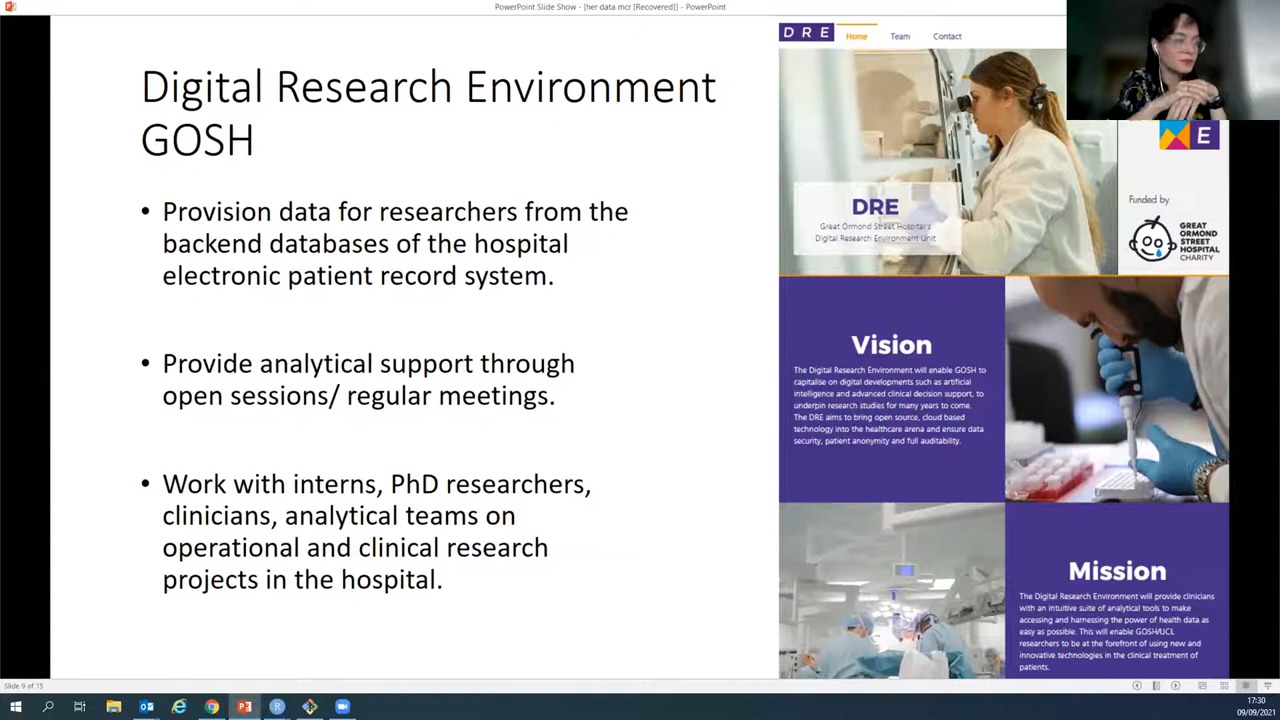 PowerPoint Slide Show - [her data mcr [Recovered]] - PowerPoint
Digital Research Environment
GOSH
• Provision data for researchers from the
backend databases of the hospital
electronic patient record system.
• Provide analytical support through
open sessions/ regular meetings.
• Work with interns, PhD researchers,
clinicians, analytical teams on
operational and clinical research
projects in the hospital.
DRE
Home Team Contact
DRE
Great Ormond Street Hospital's
Digital Research Environment Unit
E
Funded by
GREAT
ORMOND
STREET
HOSPITAL
CHARITY
Vision
The Digital Research Environment will enable GOSH to
capitalise on digital developments such as artificial
intelligence and advanced clinical decision support, to
underpin research studies for many years to come.
The DRE aims to bring open source, cloud based
technology into the healthcare arena and ensure data
security, patient anonymity and full auditability.
Mission
The Digital Research Environment will provide clinicians
with an intuitive suite of analytical tools to make
accessing and harnessing the power of health data as
easy as possible. This will enable GOSH/UCL
researchers to be at the forefront of using new and
innovative technologies in the clinical treatment of
patients.
Slide 9 of 15
17:30
09/09/2021